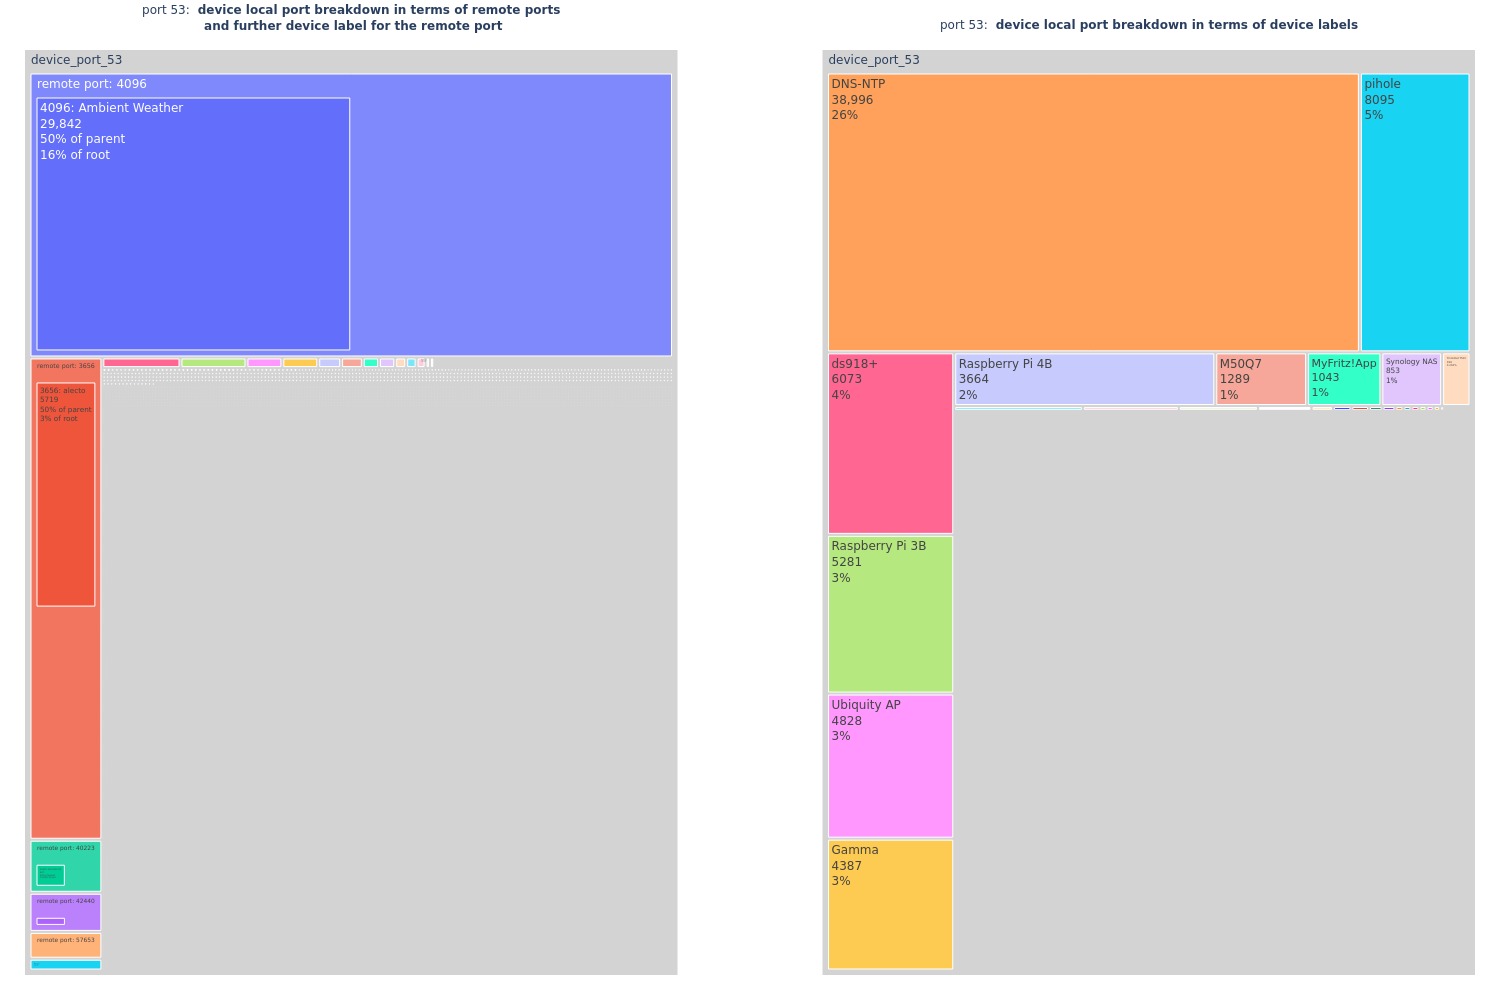 port 53: device local port breakdown in terms of remote ports
and further device label for the remote port
device_port_53
remote port: 4096
4096: Ambient Weather
29,842
50% of parent
16% of root
remote port: 3656
3656: alecto
5719
50% of parent
3% of root
remote port: 40223
remote port: 42440
remote port: 57653
port 53: device local port breakdown in terms of device labels
device_port_53
DNS-NTP
38,996
26%
pihole
8095
5%
ds918+
6073
4%
Raspberry Pi 4B
3664
2%
M50Q7
1289
1%
MyFritz!App
1043
1%
Synology NAS
853
1%
Raspberry Pi 3B
5281
3%
Ubiquity AP
4828
3%
Gamma
4387
3%